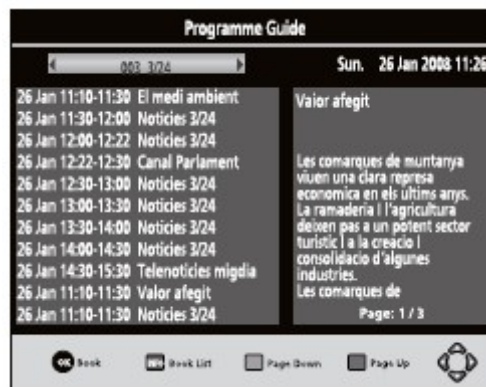 Programme Guide
003 3/24
Sun. 26 Jan 2008 11:26
26 Jan 11:10-11:30 El medi ambient
26 Jan 11:30-12:00 Noticies 3/24
26 Jan 12:00-12:22 Noticies 3/24
26 Jan 12:22-12:30 Canal Parlament
26 Jan 12:30-13:00 Noticies 3/24
26 Jan 13:00-13:30 Noticies 3/24
26 Jan 13:30-14:00 Noticies 3/24
26 Jan 14:00-14:30 Noticies 3/24
26 Jan 14:30-15:30 Telenoticies migdia
26 Jan 11:10-11:30 Valor afegit
26 Jan 11:10-11:30 Noticies 3/24
Vaior afegit
Les comarques de muntanya
viuen una clara represa
economica en els ultims anys.
La ramaderia l l'agricultura
deixen pas a un potent sector
turistic l a la creacio l
consolidacio d'algunes
industries.
Les comarques de
Page: 1 / 3
OK Book
Book List
Page Down
Page Up